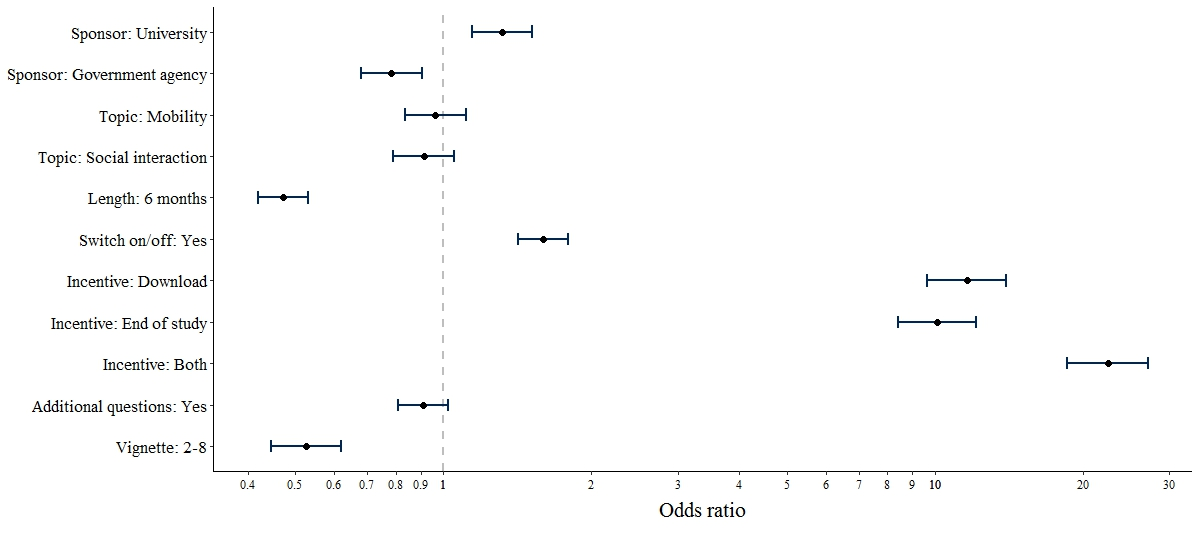 Sponsor: University
Sponsor: Government agency
Topic: Mobility
Topic: Social interaction
Length: 6 months
Switch on/off: Yes
Incentive: Download
Incentive: End of study
Incentive: Both
Additional questions: Yes
Vignette: 2-8
0.4 0.5 0.6 0.7 0.8 0.9 1 2 3 4 5 6 7 8 9 10 20 30
Odds ratio